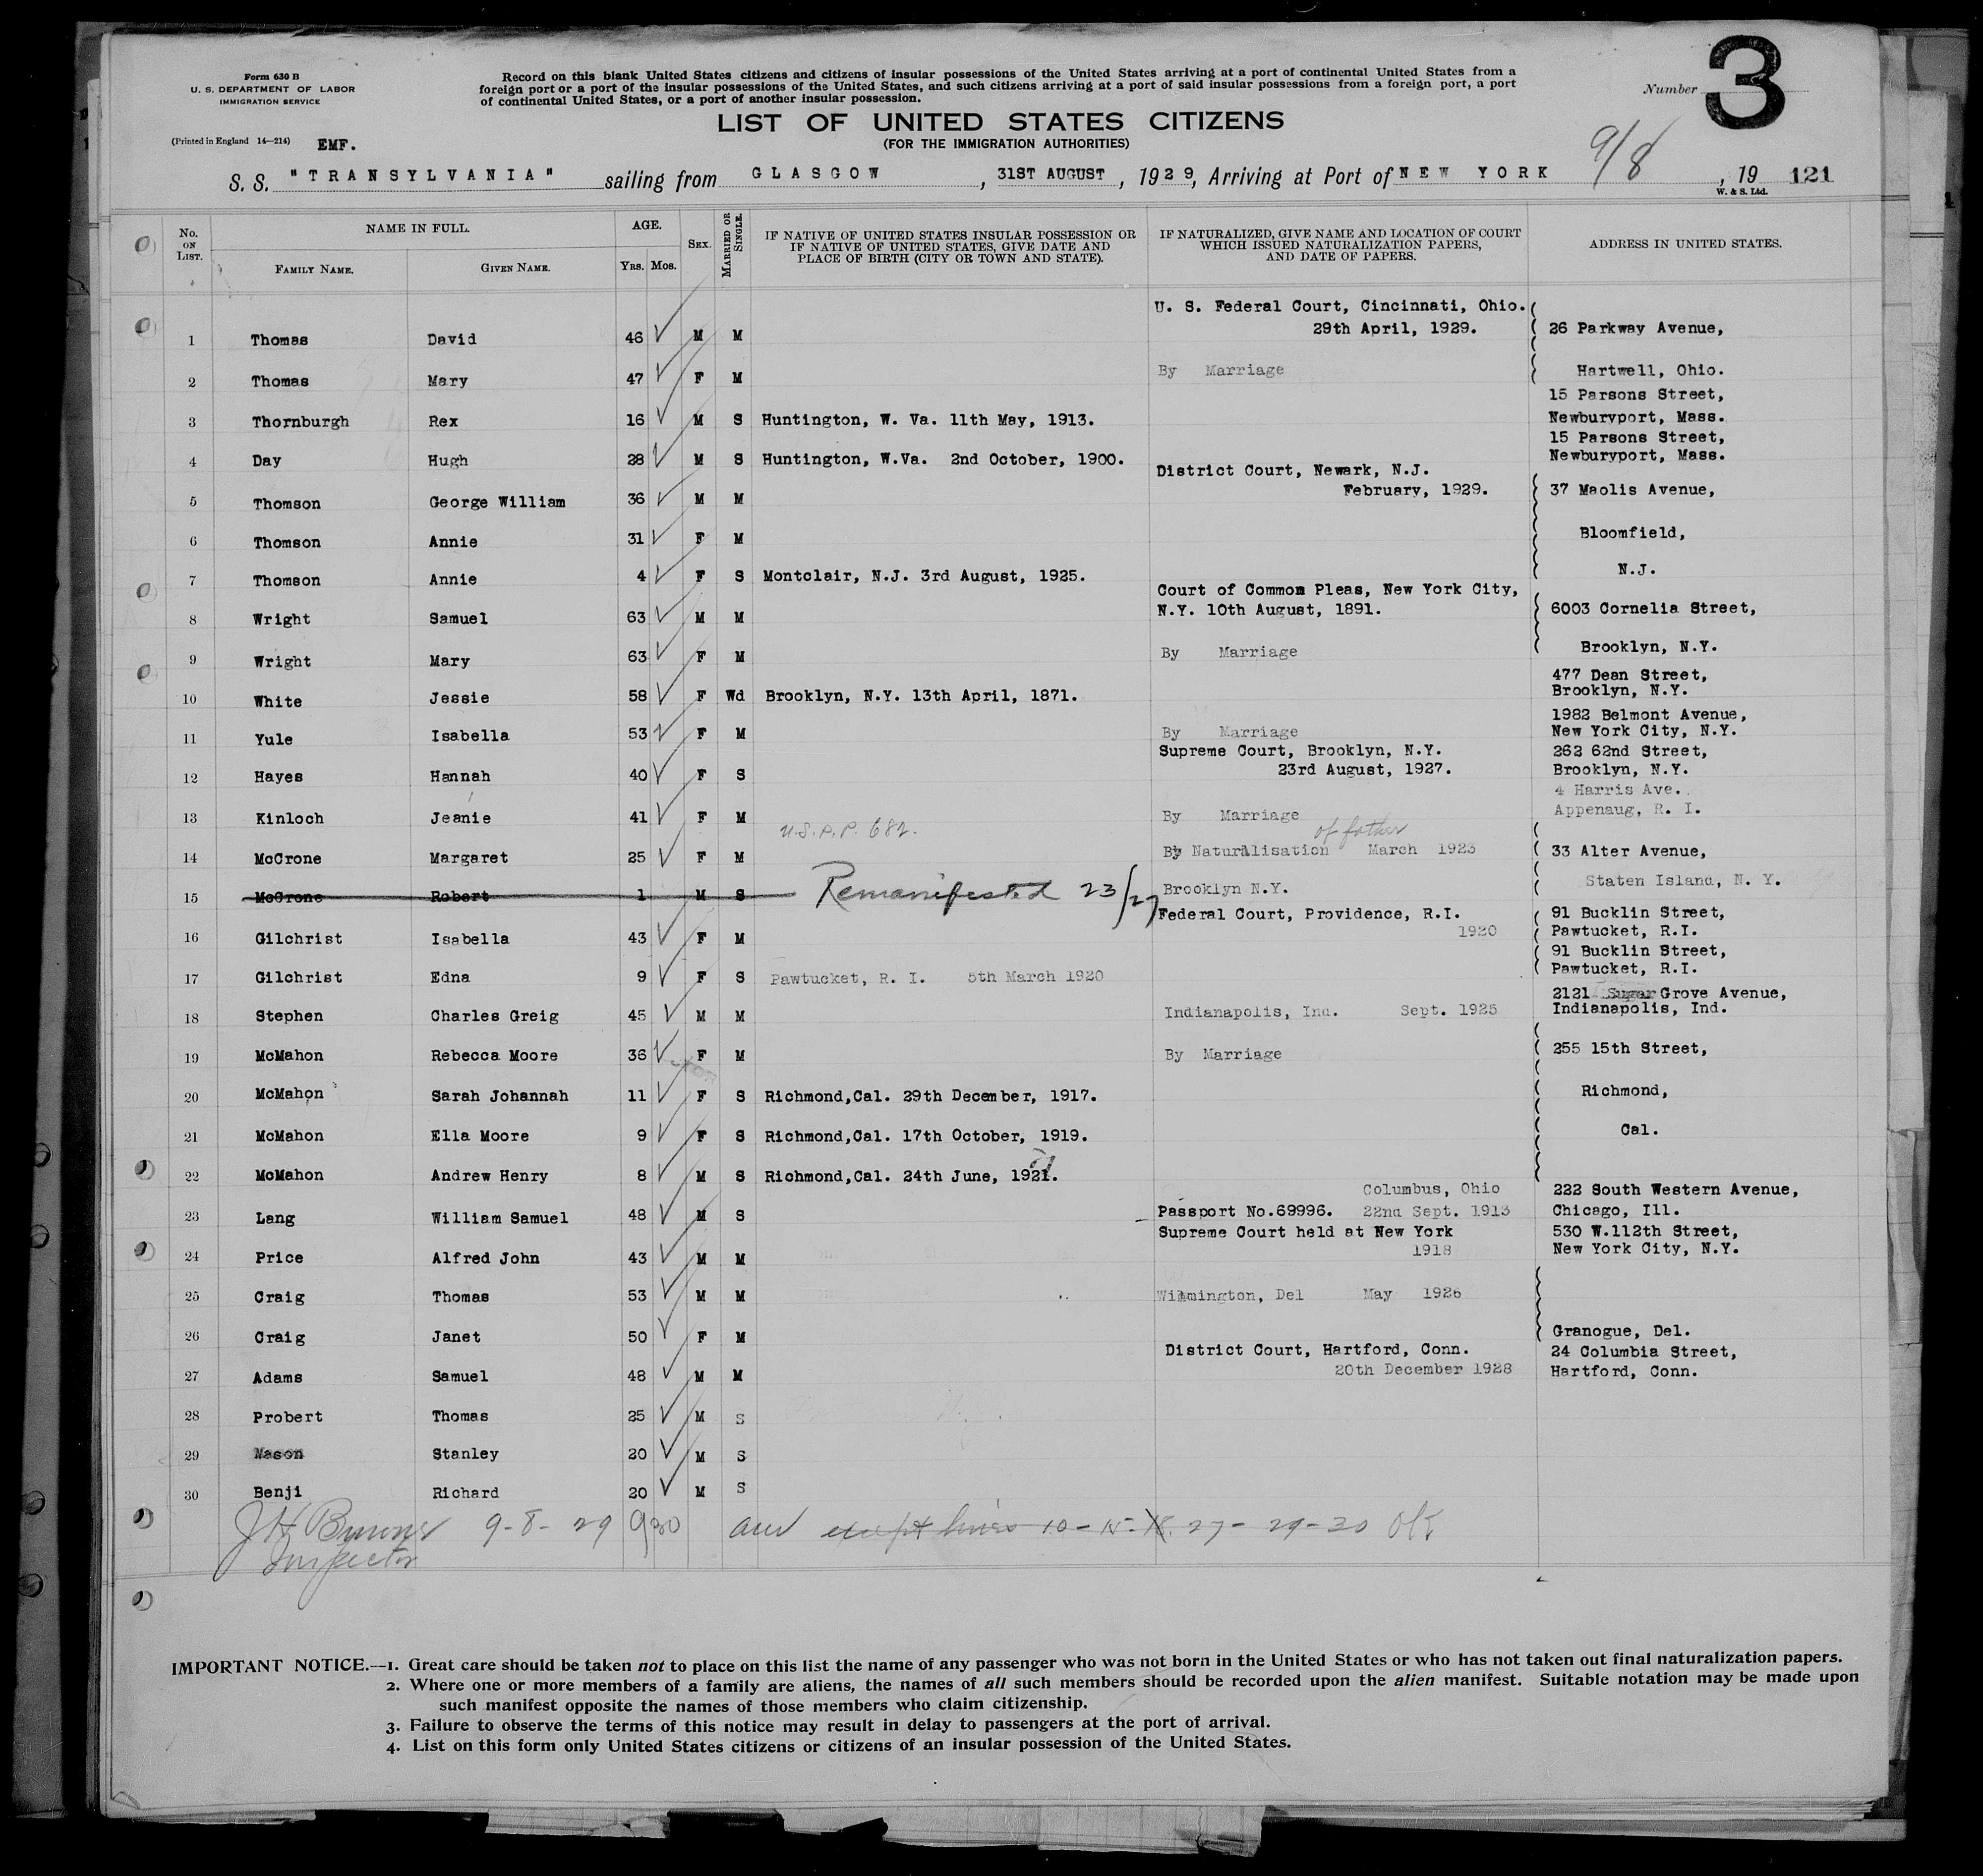 Form 630 B
U. S. DEPARTMENT OF LABOR
IMMIGRATION SERVICE
(Printed in England 14—214)
EMF.
Record on this blank United States citizens and citizens of insular possessions of the United States arriving at a port of continental United States from a
foreign port or a port of the insular possessions of the United States, and such citizens arriving at a port of said insular possessions from a foreign port, a port
of continental United States, or a port of another insular possession.
Number 3
LIST OF UNITED STATES CITIZENS
(FOR THE IMMIGRATION AUTHORITIES)
S. S. "TRANSYLVANIA" sailing from GLASGOW, 31ST AUGUST, 1929, Arriving at Port of NEW YORK 9/8, 19 121
W. & S. Ltd.
No. ON LIST. NAME IN FULL. FAMILY NAME. GIVEN NAME. AGE. YRS. MOS. SEX. MARRIED OR SINGLE. IF NATIVE OF UNITED STATES INSULAR POSSESSION OR IF NATIVE OF UNITED STATES, GIVE DATE AND PLACE OF BIRTH (CITY OR TOWN AND STATE). IF NATURALIZED, GIVE NAME AND LOCATION OF COURT WHICH ISSUED NATURALIZATION PAPERS, AND DATE OF PAPERS. ADDRESS IN UNITED STATES.
1 Thomas David 46 M M U. S. Federal Court, Cincinnati, Ohio. 29th April, 1929. 26 Parkway Avenue,
2 Thomas Mary 47 F M By Marriage Hartwell, Ohio.
3 Thornburgh Rex 16 M S Huntington, W. Va. 11th May, 1913. 15 Parsons Street, Newburyport, Mass.
4 Day Hugh 28 M S Huntington, W.Va. 2nd October, 1900. 15 Parsons Street, Newburyport, Mass.
5 Thomson George William 36 M M District Court, Newark, N.J. February, 1929. 37 Maolis Avenue,
6 Thomson Annie 31 F M Bloomfield,
7 Thomson Annie 4 F S Montclair, N.J. 3rd August, 1925. N.J.
8 Wright Samuel 63 M M Court of Common Pleas, New York City, N.Y. 10th August, 1891. 6003 Cornelia Street,
9 Wright Mary 63 F M By Marriage Brooklyn, N.Y.
10 White Jessie 58 F Wd Brooklyn, N.Y. 13th April, 1871. 477 Dean Street, Brooklyn, N.Y.
11 Yule Isabella 53 F M By Marriage 1982 Belmont Avenue, New York City, N.Y.
12 Hayes Hannah 40 F S Supreme Court, Brooklyn, N.Y. 23rd August, 1927. 262 62nd Street, Brooklyn, N.Y.
13 Kinloch Jeanie 41 F M By Marriage 4 Harris Ave. Appenaug, R. I.
U.S.P.P. 682. of father
14 McCrone Margaret 25 F M By Naturalisation March 1923 33 Alter Avenue,
15 McCrone Robert 1 M S Remanifested 23/27 Brooklyn N.Y. Staten Island, N. Y.
16 Gilchrist Isabella 43 F M Federal Court, Providence, R.I. 1920 91 Bucklin Street, Pawtucket, R.I.
17 Gilchrist Edna 9 F S Pawtucket, R. I. 5th March 1920 91 Bucklin Street, Pawtucket, R.I.
18 Stephen Charles Greig 45 M M Indianapolis, Ind. Sept. 1925 2121 Sugar Grove Avenue, Indianapolis, Ind.
19 McMahon Rebecca Moore 36 F M By Marriage 255 15th Street,
20 McMahon Sarah Johannah 11 F S Richmond,Cal. 29th December, 1917. Richmond,
21 McMahon Ella Moore 9 F S Richmond,Cal. 17th October, 1919. Cal.
22 McMahon Andrew Henry 8 M S Richmond,Cal. 24th June, 1921. 21
23 Lang William Samuel 48 M S Passport No.69996. Columbus, Ohio 22nd Sept. 1913 222 South Western Avenue, Chicago, Ill.
24 Price Alfred John 43 M M Supreme Court held at New York 1918 530 W.112th Street, New York City, N.Y.
25 Craig Thomas 53 M M Wilmington, Del May 1926
26 Craig Janet 50 F M Granogue, Del.
27 Adams Samuel 48 M M District Court, Hartford, Conn. 20th December 1928 24 Columbia Street, Hartford, Conn.
28 Probert Thomas 25 M S
29 Mason Stanley 20 M S
30 Benji Richard 20 M S
9-8-29 930 except lines 10-15-18. 27-29-30 OK
Inspector
IMPORTANT NOTICE.—1. Great care should be taken not to place on this list the name of any passenger who was not born in the United States or who has not taken out final naturalization papers.
2. Where one or more members of a family are aliens, the names of all such members should be recorded upon the alien manifest. Suitable notation may be made upon
such manifest opposite the names of those members who claim citizenship.
3. Failure to observe the terms of this notice may result in delay to passengers at the port of arrival.
4. List on this form only United States citizens or citizens of an insular possession of the United States.